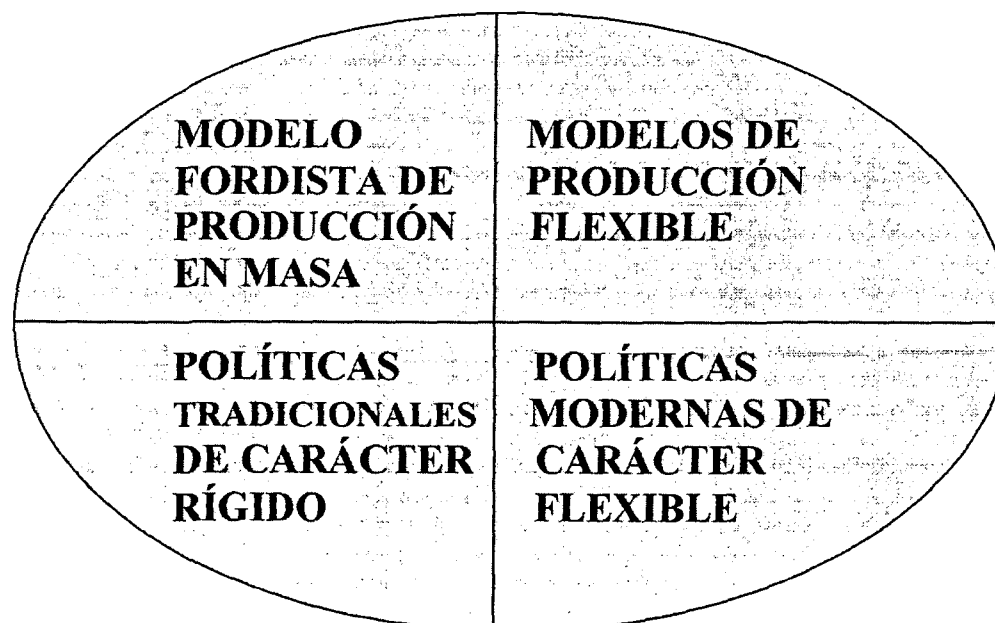 MODELO
FORDISTA DE
PRODUCCIÓN
EN MASA
MODELOS DE
PRODUCCIÓN
FLEXIBLE
POLÍTICAS
TRADICIONALES
DE CARÁCTER
RÍGIDO
POLÍTICAS
MODERNAS DE
CARÁCTER
FLEXIBLE